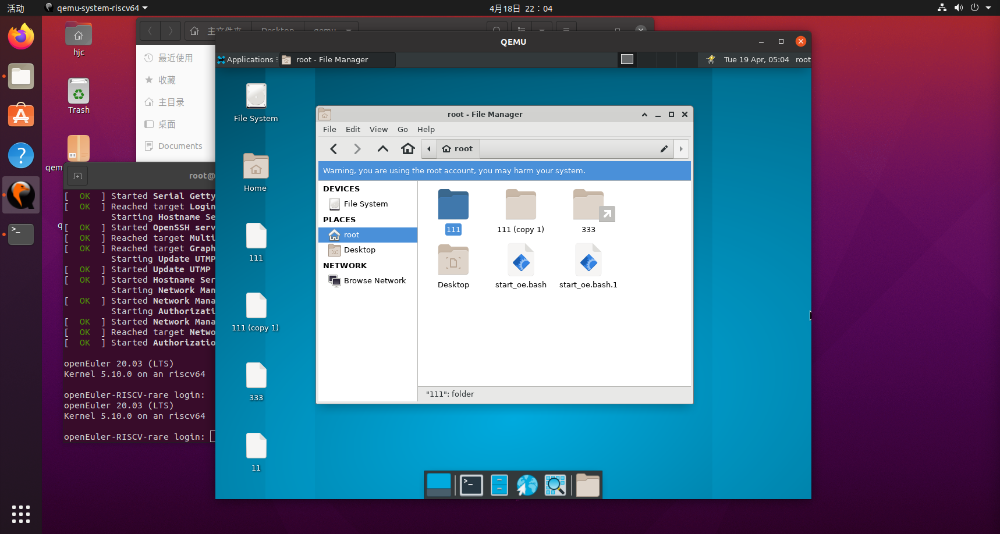 活动
qemu-system-riscv64
4月18日 22：04
hjc
Trash
qem
q
主文件夹
Desktop
qemu
最近使用
收藏
主目录
桌面
Documents
root@
[ OK ] Started Serial Getty
[ OK ] Reached target Login
Starting Hostname Se
[ OK ] Started OpenSSH serv
[ OK ] Reached target Multi
[ OK ] Reached target Graph
Starting Update UTMP
[ OK ] Started Update UTMP
[ OK ] Started Hostname Ser
Starting Network Man
[ OK ] Started Network Mana
Starting Authorizati
[ OK ] Started Network Mana
[ OK ] Reached target Netwo
[ OK ] Started Authorizatio
openEuler 20.03 (LTS)
Kernel 5.10.0 on an riscv64
openEuler-RISCV-rare login:
openEuler 20.03 (LTS)
Kernel 5.10.0 on an riscv64
openEuler-RISCV-rare login:
QEMU
Applications
root - File Manager
Tue 19 Apr, 05:04
root
File System
Home
111
111 (copy 1)
333
11
root - File Manager
File Edit View Go Help
root
Warning, you are using the root account, you may harm your system.
DEVICES
File System
PLACES
root
Desktop
NETWORK
Browse Network
111
111 (copy 1)
333
Desktop
start_oe.bash
start_oe.bash.1
"111": folder